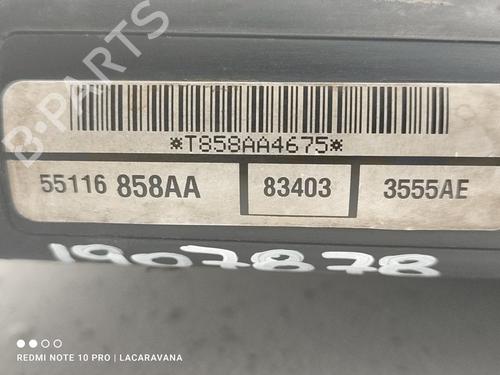 B-PARTS
*T858AA4675*
55116 858AA 83403 3555AE
1907878
REDMI NOTE 10 PRO | LACARAVANA